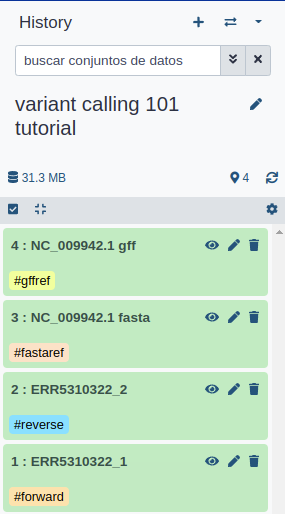 History
buscar conjuntos de datos
variant calling 101
tutorial
31.3 MB
4
4 : NC_009942.1 gff
#gffref
3 : NC_009942.1 fasta
#fastaref
2 : ERR5310322_2
#reverse
1 : ERR5310322_1
#forward